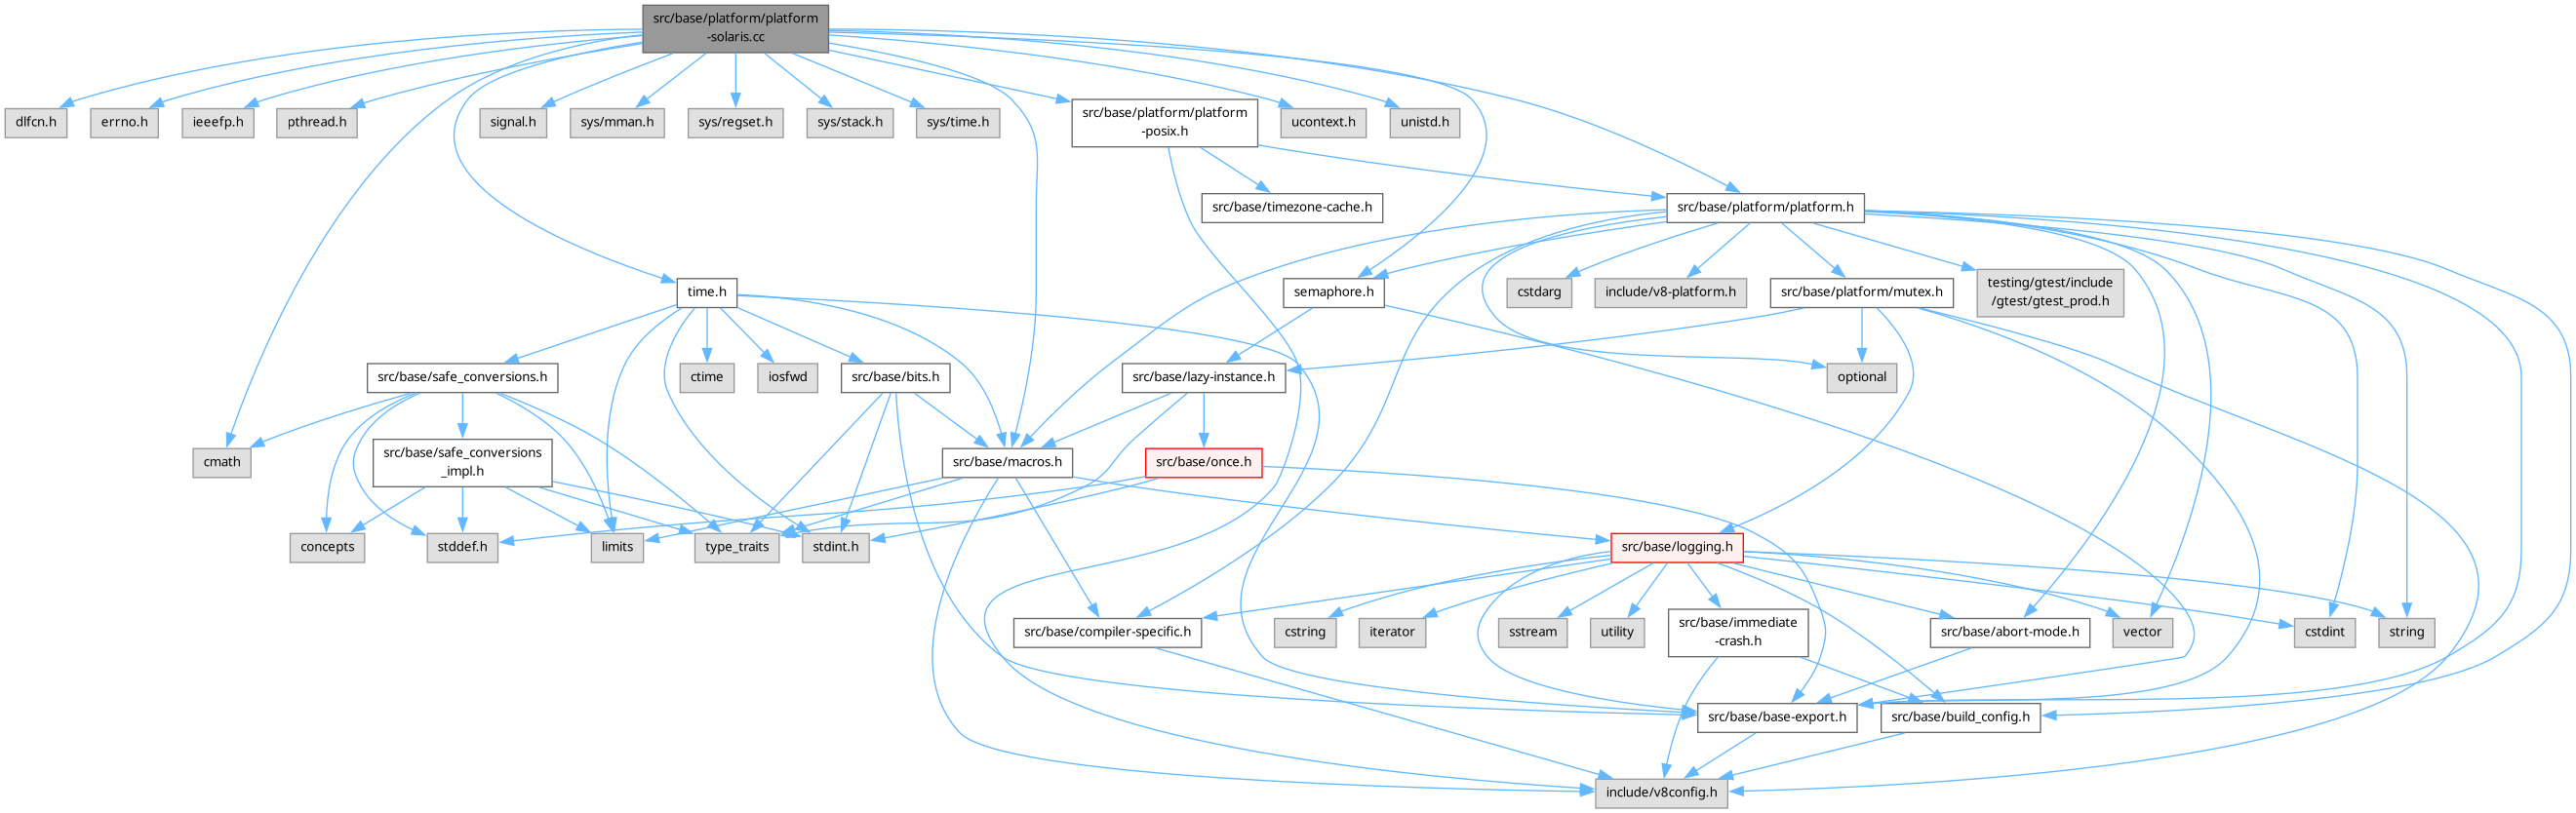 src/base/platform/platform
-solaris.cc
dlfcn.h
errno.h
ieeefp.h
pthread.h
signal.h
sys/mman.h
sys/regset.h
sys/stack.h
sys/time.h
src/base/platform/platform
-posix.h
ucontext.h
unistd.h
src/base/timezone-cache.h
src/base/platform/platform.h
time.h
semaphore.h
cstdarg
include/v8-platform.h
src/base/platform/mutex.h
testing/gtest/include
/gtest/gtest_prod.h
src/base/safe_conversions.h
ctime
iosfwd
src/base/bits.h
src/base/lazy-instance.h
optional
cmath
src/base/safe_conversions
_impl.h
src/base/macros.h
src/base/once.h
concepts
stddef.h
limits
type_traits
stdint.h
src/base/logging.h
src/base/compiler-specific.h
cstring
iterator
sstream
utility
src/base/immediate
-crash.h
src/base/abort-mode.h
vector
cstdint
string
src/base/base-export.h
src/base/build_config.h
include/v8config.h